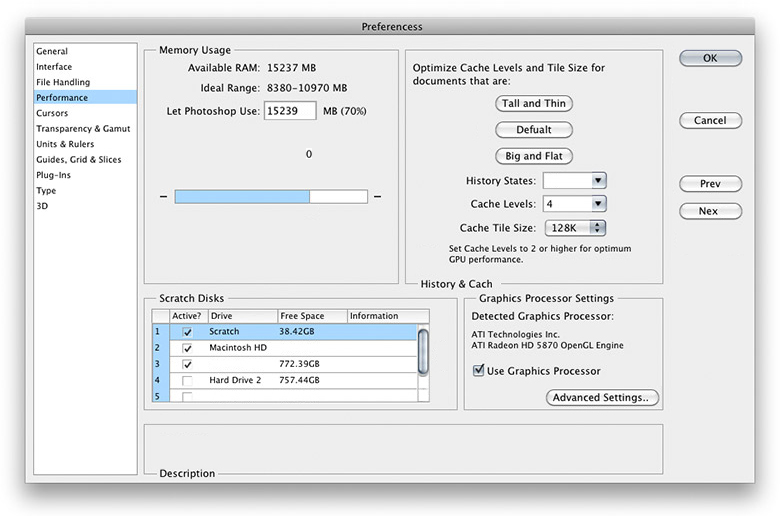 Preferencess
General
Interface
File Handling
Performance
Cursors
Transparency & Gamut
Units & Rulers
Guides, Grid & Slices
Plug-Ins
Type
3D
Memory Usage
Available RAM: 15237 MB
Ideal Range: 8380-10970 MB
Let Photoshop Use: 15239 MB (70%)
0
Optimize Cache Levels and Tile Size for
documents that are:
Tall and Thin
Defualt
Big and Flat
History States:
Cache Levels: 4
Cache Tile Size: 128K
Set Cache Levels to 2 or higher for optimum
GPU performance.
History & Cach
OK
Cancel
Prev
Nex
Scratch Disks
Active? Drive Free Space Information
1 Scratch 38.42GB
2 Macintosh HD
3 772.39GB
4 Hard Drive 2 757.44GB
5
Graphics Processor Settings
Detected Graphics Processor:
ATI Technologies Inc.
ATI Radeon HD 5870 OpenGL Engine
Use Graphics Processor
Advanced Settings..
Description